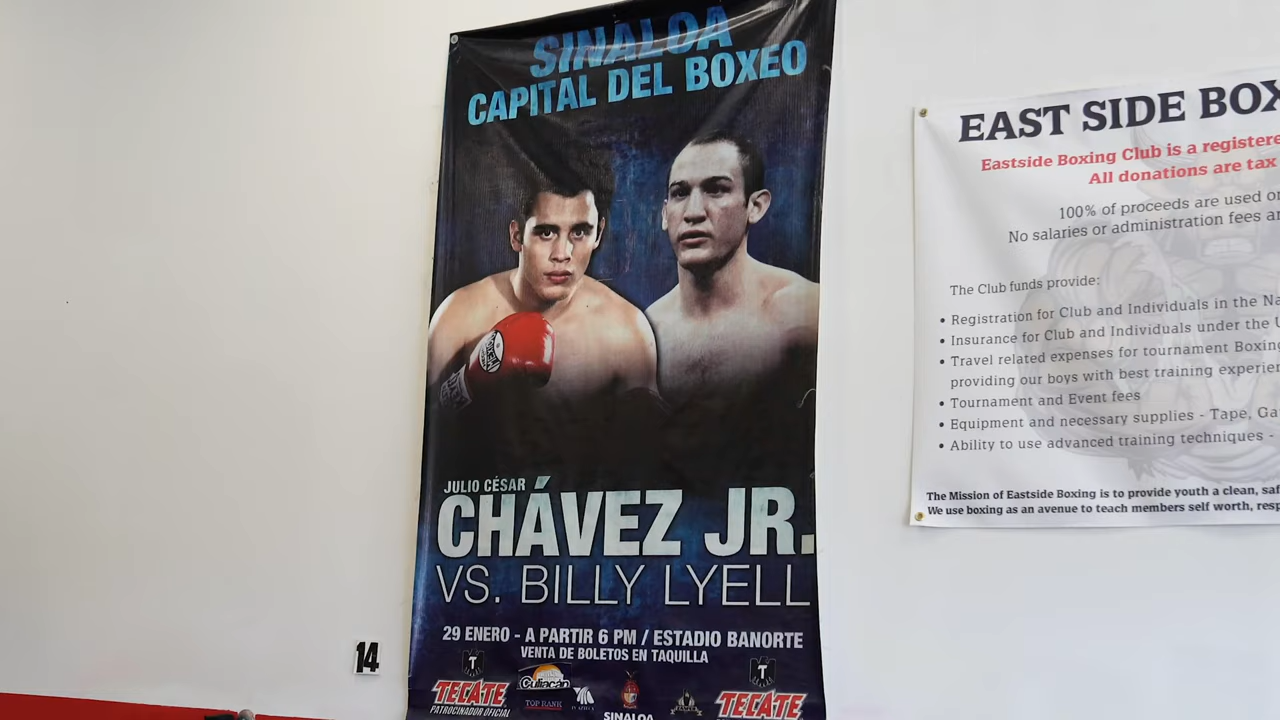 SINALOA
CAPITAL DEL BOXEO
JULIO CÉSAR
CHÁVEZ JR.
VS. BILLY LYELL
29 ENERO - A PARTIR 6 PM / ESTADIO BANORTE
VENTA DE BOLETOS EN TAQUILLA
T
TECATE
PATROCINADOR OFICIAL
Culiacán
TOP RANK
SINALOA
T
TECATE
14
EAST SIDE BOX
Eastside Boxing Club is a registere
All donations are tax
100% of proceeds are used o
No salaries or administration fees a
The Club funds provide:
• Registration for Club and Individuals in the Na
• Insurance for Club and Individuals under the
• Travel related expenses for tournament Boxing
providing our boys with best training experien
• Tournament and Event fees
• Equipment and necessary supplies - Tape, Ga
• Ability to use advanced training techniques -
The Mission of Eastside Boxing is to provide youth a clean, saf
We use boxing as an avenue to teach members self worth, resp